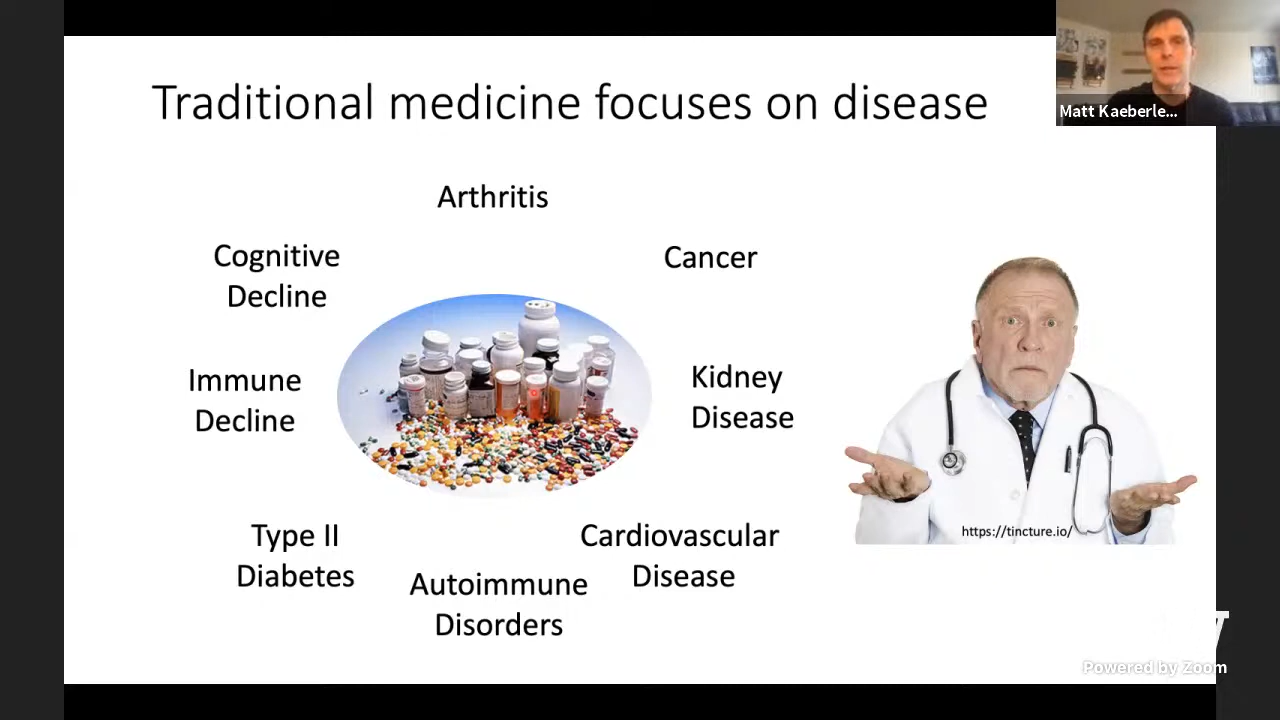 Traditional medicine focuses on disease
Matt Kaeberle...
Arthritis
Cognitive
Decline
Cancer
Immune
Decline
Kidney
Disease
https://tincture.io/
Type II
Diabetes
Cardiovascular
Disease
Autoimmune
Disorders
Powered by Zoom